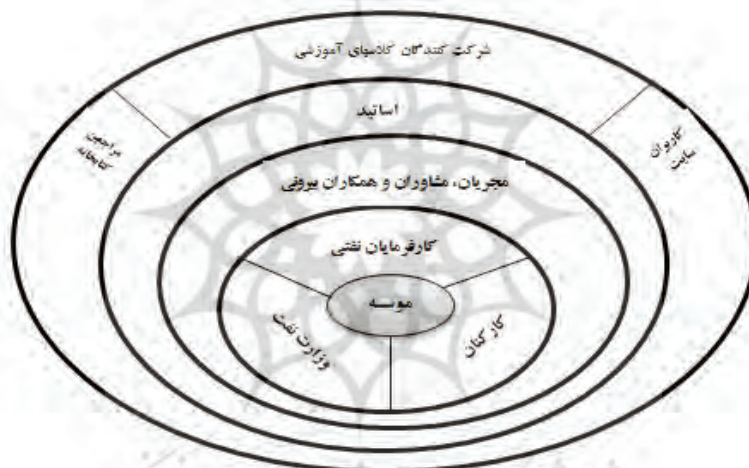 شرکت کنندگان کلاسهای آموزشی
مراجعین
کتابخانه
کاربران
سایت
اساتید
مجریان، مشاوران و همکاران بیرونی
کارفرمایان نفتی
موسسه
وزارت نفت
کارکنان